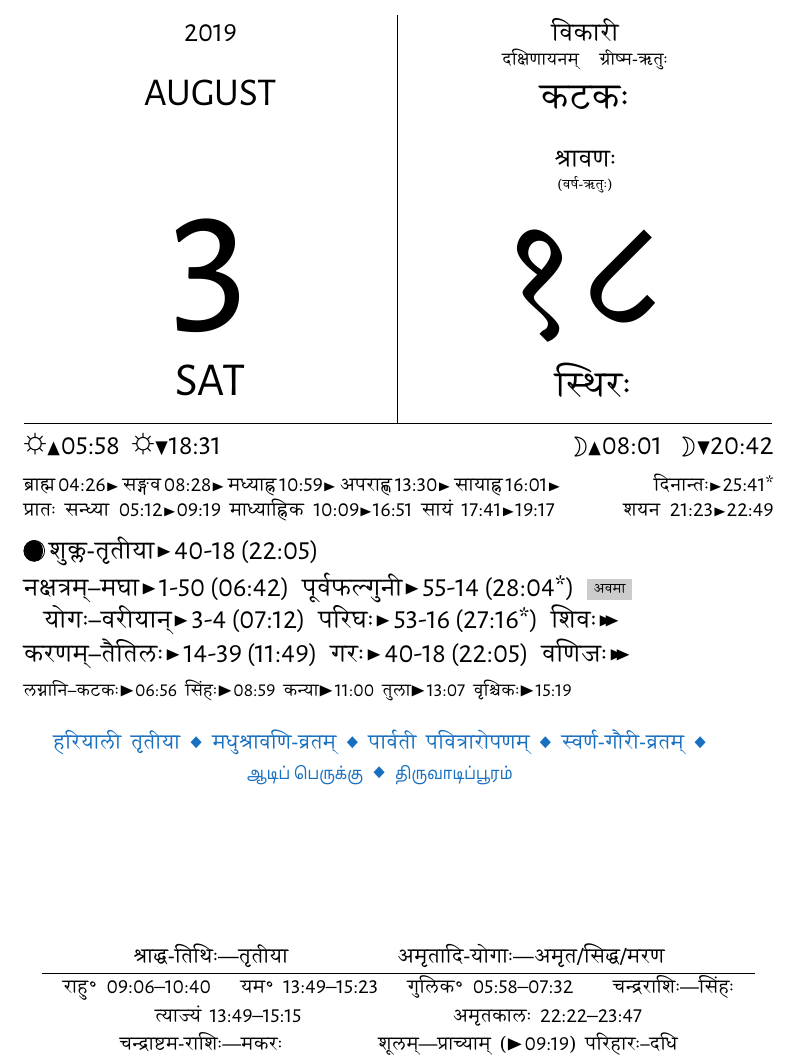 2019
AUGUST
3
SAT
विकारी
दक्षिणायनम् ग्रीष्म-ऋतुः
कटकः
श्रावणः
(वर्ष-ऋतुः)
१८
स्थिरः
☼▲05:58 ☼▼18:31 ☽▲08:01 ☽▼20:42
ब्राह्म 04:26► सङ्गव 08:28► मध्याह्न 10:59► अपराह्ण 13:30► सायाह्न 16:01► दिनान्तः►25:41*
प्रातः सन्ध्या 05:12►09:19 माध्याह्निक 10:09►16:51 सायं 17:41►19:17 शयन 21:23►22:49
शुक्ल-तृतीया►40-18 (22:05)
नक्षत्रम्–मघा►1-50 (06:42) पूर्वफल्गुनी►55-14 (28:04*) अवमा
योगः–वरीयान्►3-4 (07:12) परिघः►53-16 (27:16*) शिवः►►
करणम्–तैतिलः►14-39 (11:49) गरः►40-18 (22:05) वणिजः►►
लग्नानि–कटकः►06:56 सिंहः►08:59 कन्या►11:00 तुला►13:07 वृश्चिकः►15:19
हरियाली तृतीया ◆ मधुश्रावणि-व्रतम् ◆ पार्वती पवित्रारोपणम् ◆ स्वर्ण-गौरी-व्रतम् ◆
ஆடிப் பெருக்கு ◆ திருவாடிப்பூரம்
श्राद्ध-तिथिः—तृतीया अमृतादि-योगाः—अमृत/सिद्ध/मरण
राहु° 09:06–10:40 यम° 13:49–15:23 गुलिक° 05:58–07:32 चन्द्रराशिः—सिंहः
त्याज्यं 13:49–15:15 अमृतकालः 22:22–23:47
चन्द्राष्टम-राशिः—मकरः शूलम्—प्राच्याम् (►09:19) परिहारः–दधि